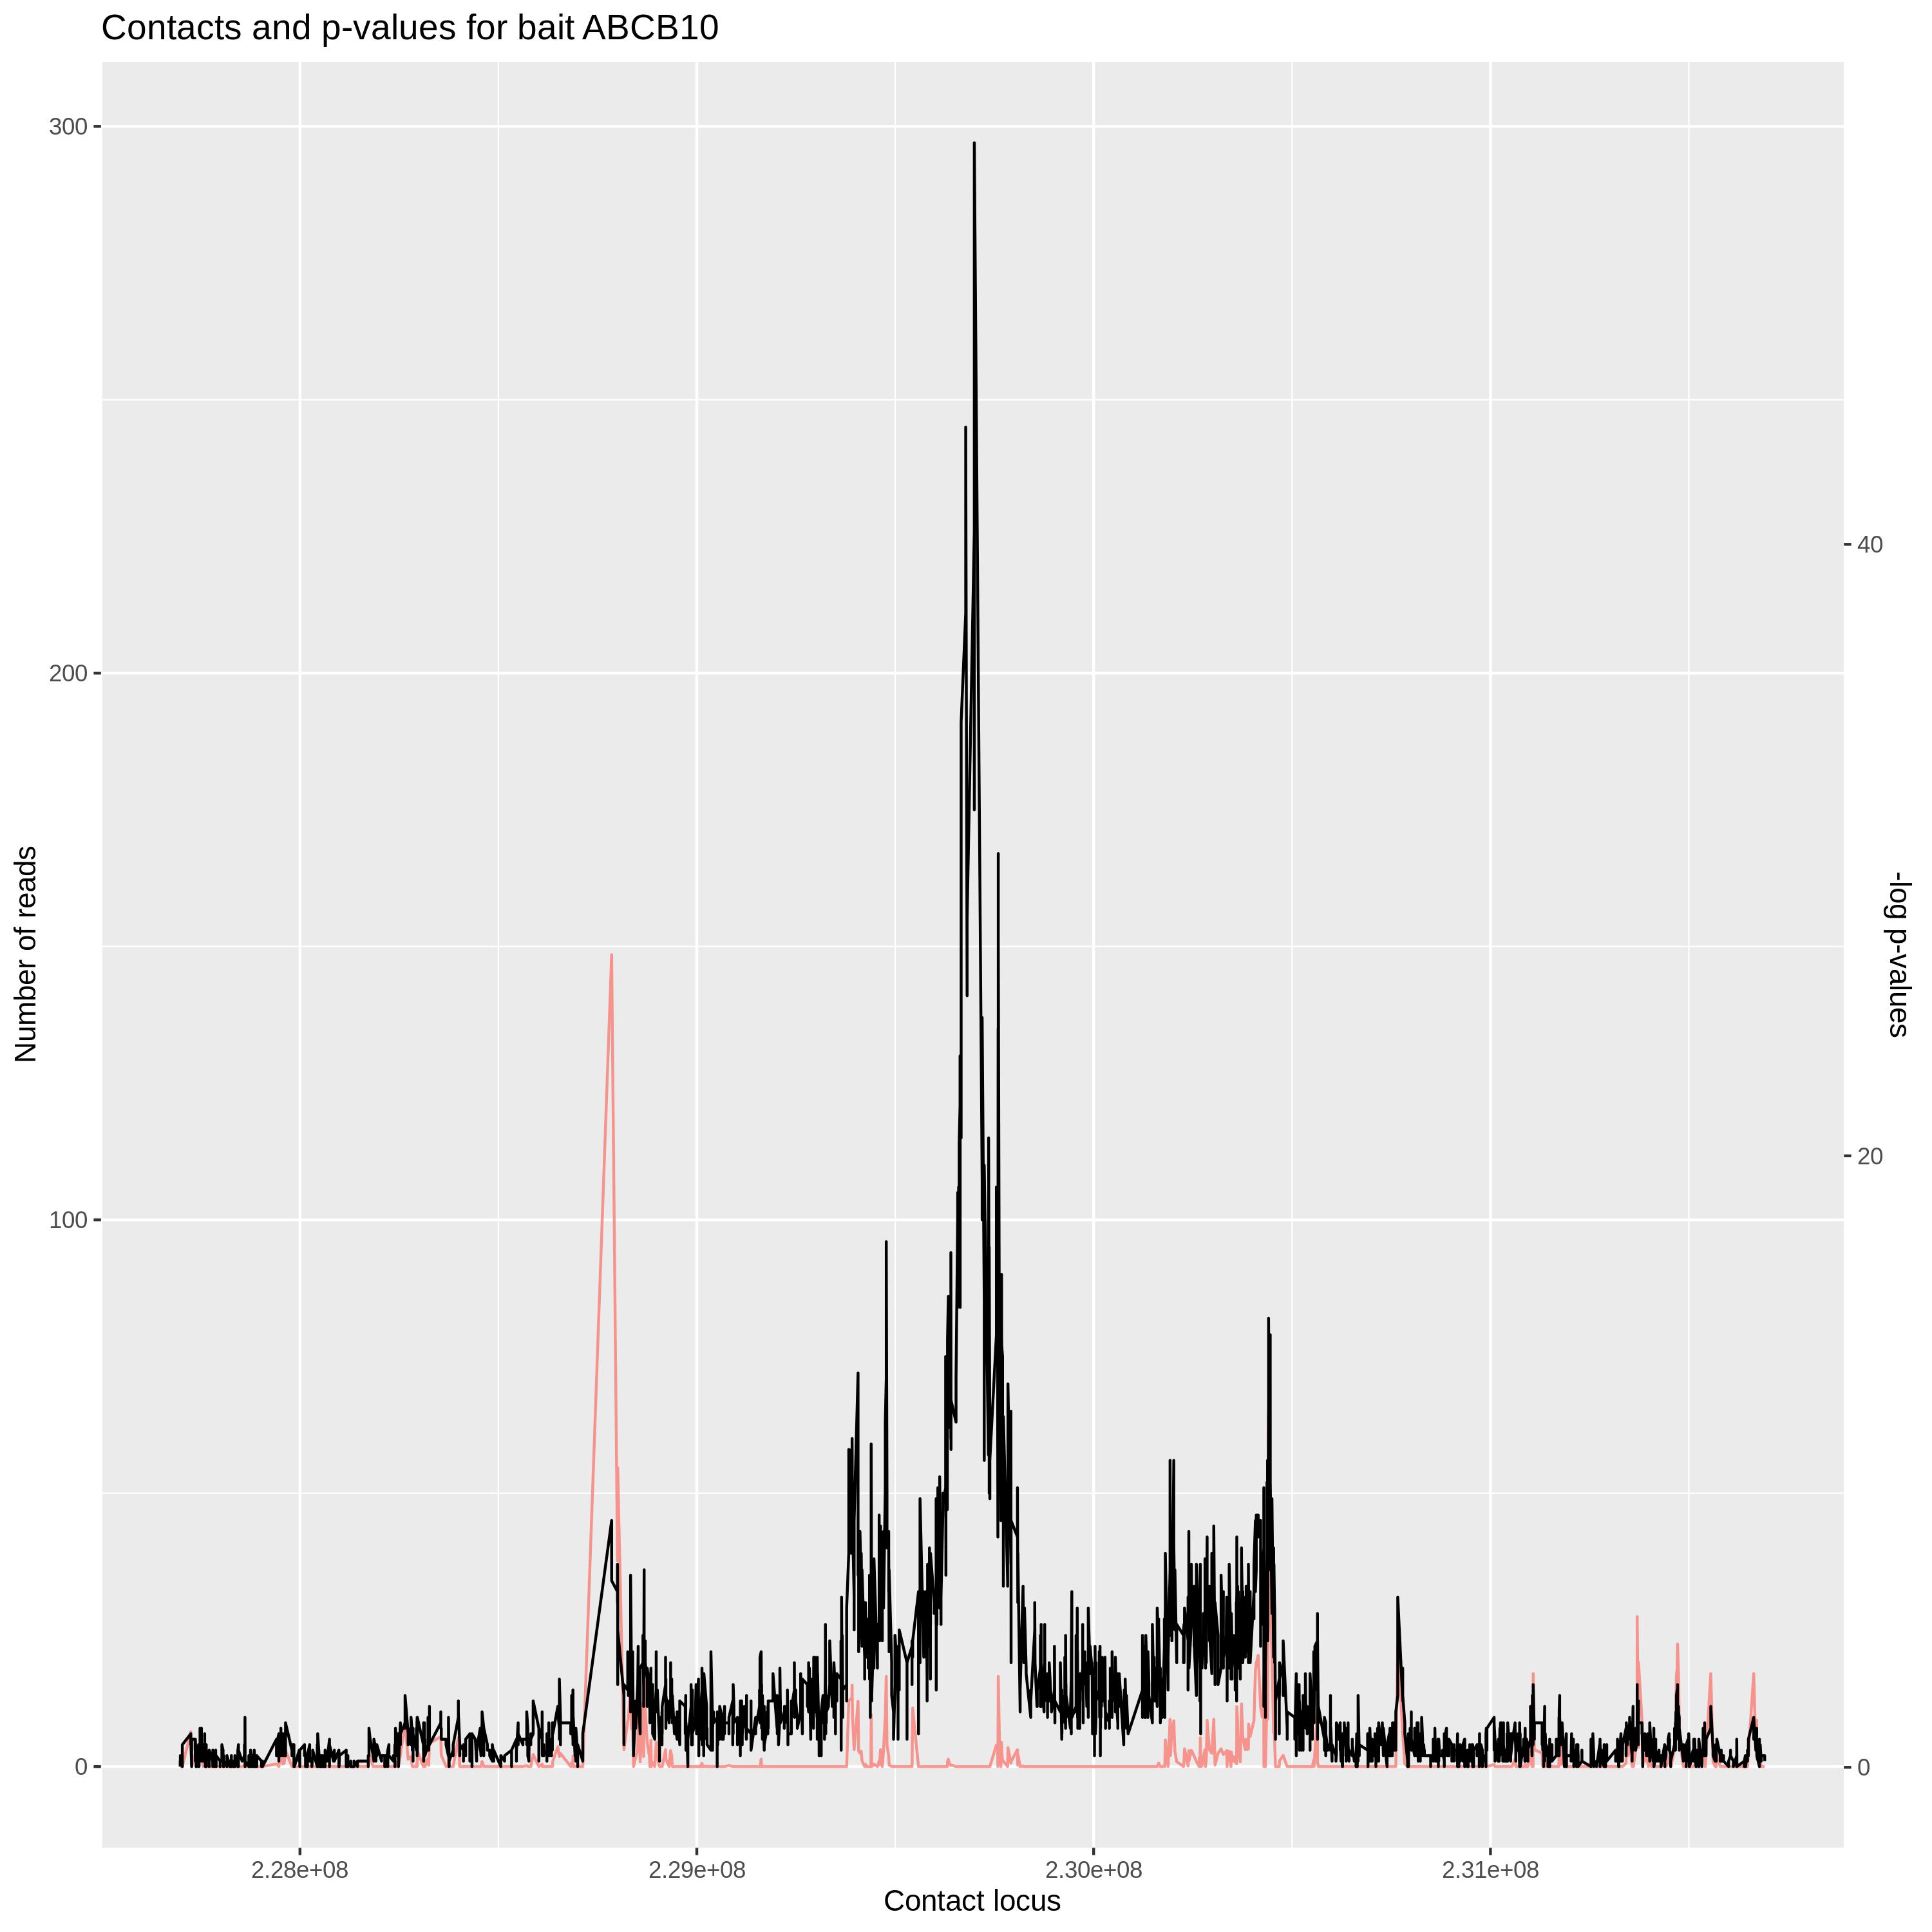 Contacts and p-values for bait ABCB10
300
200
100
0
Number of reads
40
20
0
-log p-values
2.28e+08
2.29e+08
2.30e+08
2.31e+08
Contact locus